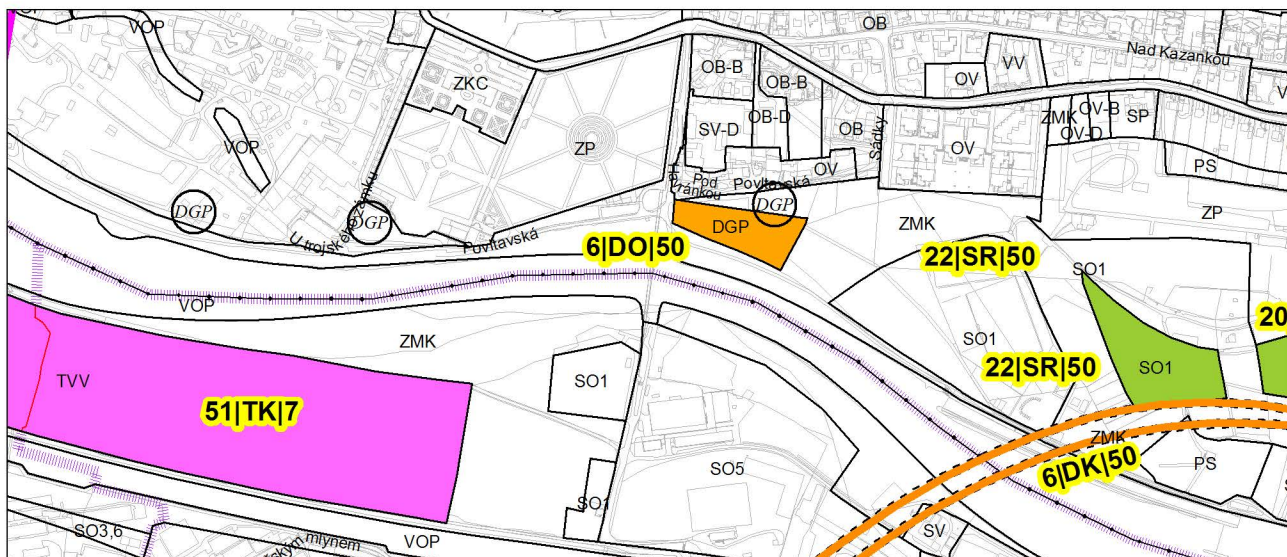 VOP
OB
Nad Kazankou
VV
OV
ZKC
OB-B
OB-B
OB-D
SV-D
OB
Sádky
OV
ZMK
OV-B
OV-D
SP
VOP
ZP
OV
Pod
Povltavská
PS
DGP
DGP
DGP
DGP
ZMK
ZP
U trojského zámku
Povltavská
6|DO|50
22|SR|50
SO1
VOP
ZMK
SO1
20
22|SR|50
SO1
TVV
SO1
51|TK|7
ZMK
6|DK|50
PS
SO5
SO1
SO3,6
VOP
SV